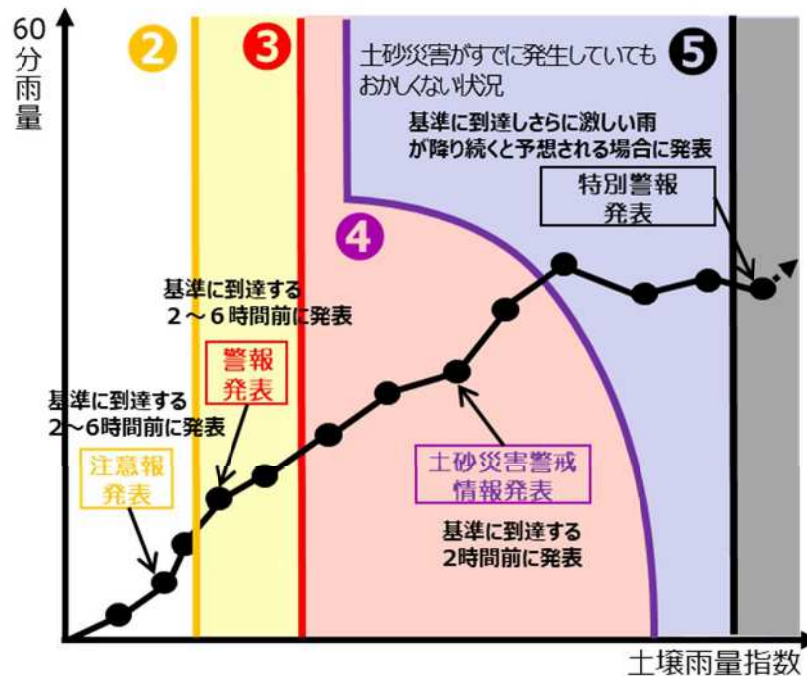 60
分
雨
量
2
3
土砂災害がすでに発生していても
おかしくない状況
5
基準に到達しさらに激しい雨
が降り続くと予想される場合に発表
特別警報
発表
4
基準に到達する
2～6時間前に発表
警報
発表
基準に到達する
2～6時間前に発表
注意報
発表
土砂災害警戒
情報発表
基準に到達する
2時間前に発表
土壌雨量指数